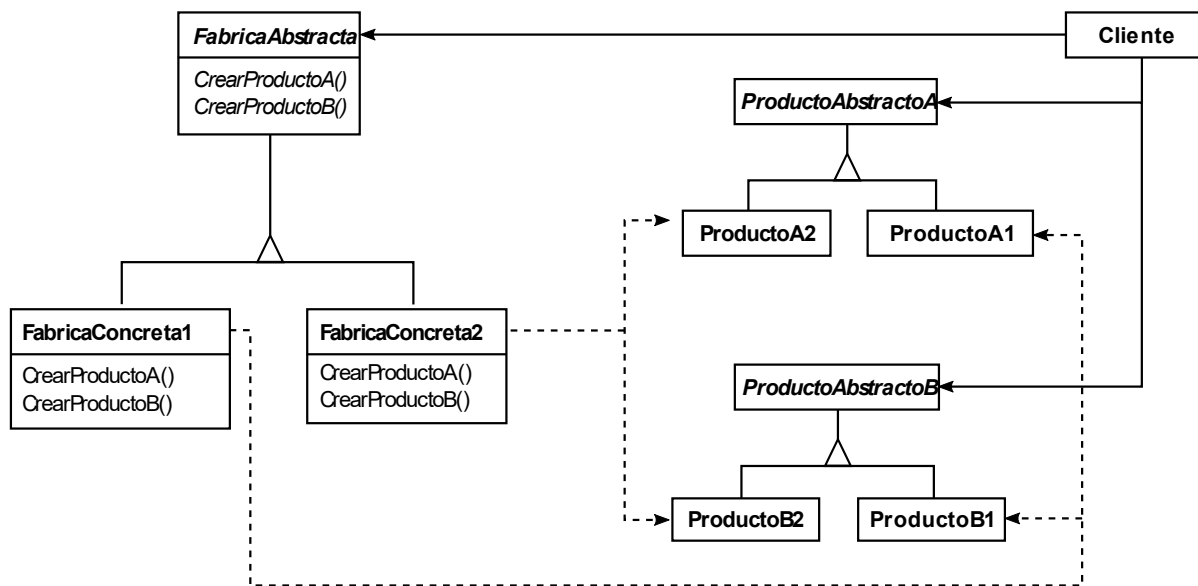 FabricaAbstracta
CrearProductoA()
CrearProductoB()
Cliente
ProductoAbstractoA
ProductoA2
ProductoA1
FabricaConcreta1
CrearProductoA()
CrearProductoB()
FabricaConcreta2
CrearProductoA()
CrearProductoB()
ProductoAbstractoB
ProductoB2
ProductoB1